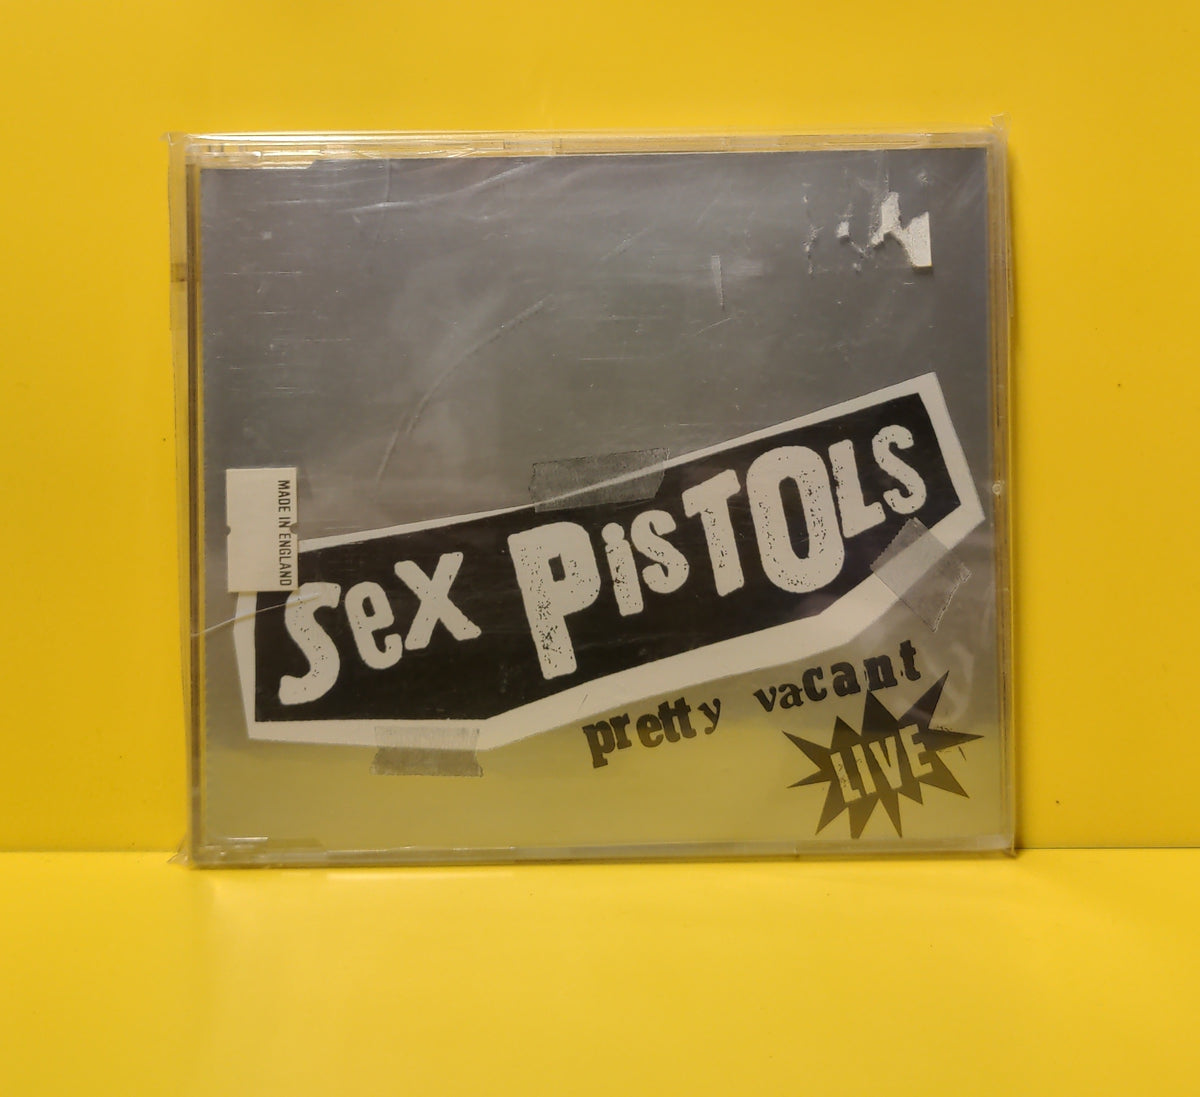 MADE IN ENGLAND
sex PisTOLS
pretty vacant
LIVE